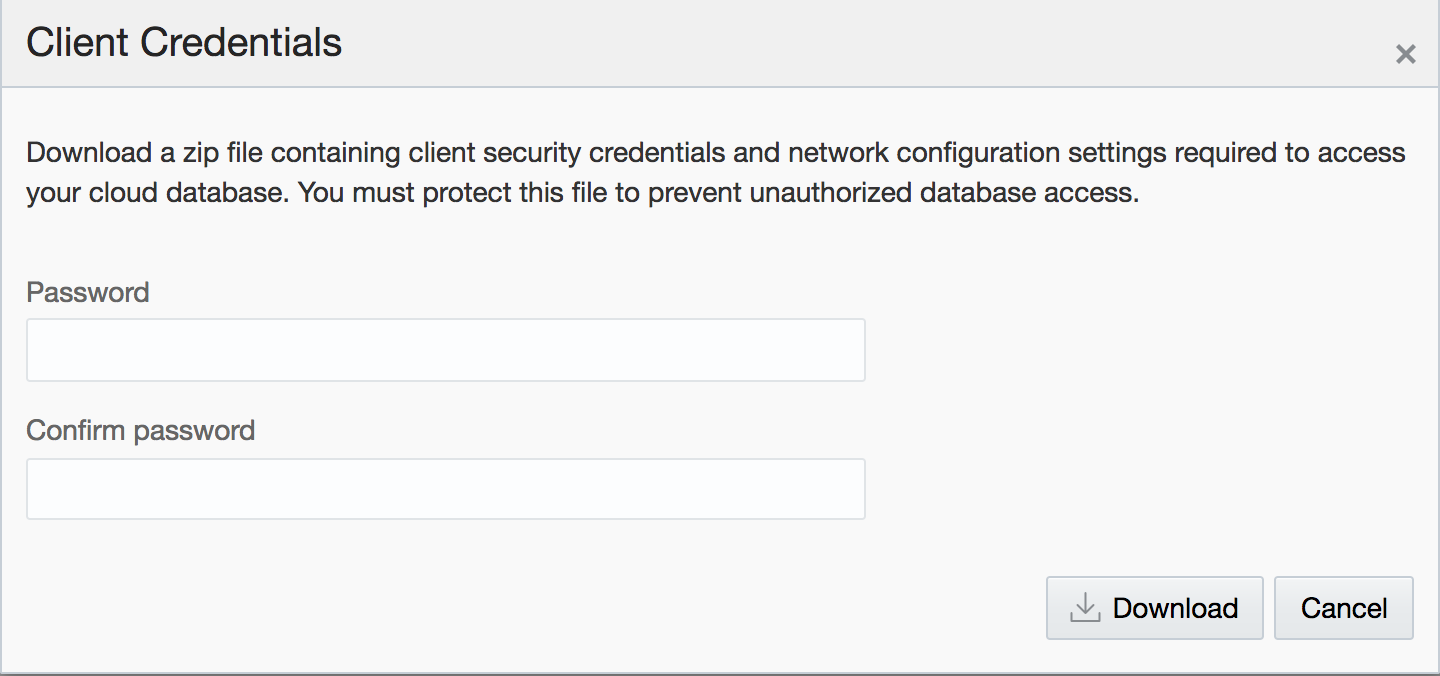 Client Credentials
Download a zip file containing client security credentials and network configuration settings required to access
your cloud database. You must protect this file to prevent unauthorized database access.
Password
Confirm password
Download
Cancel